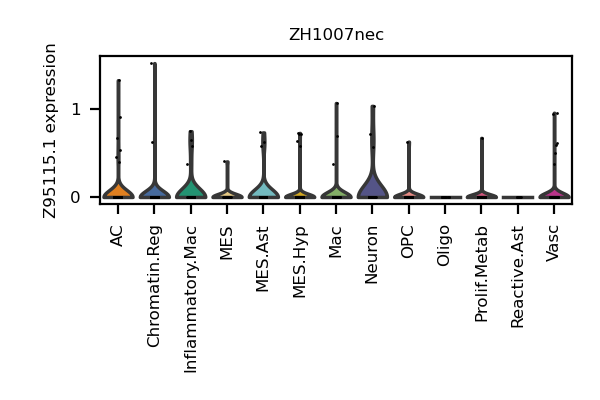 ZH1007nec
Z95115.1 expression
1
0
AC
Chromatin.Reg
Inflammatory.Mac
MES
MES.Ast
MES.Hyp
Mac
Neuron
OPC
Oligo
Prolif.Metab
Reactive.Ast
Vasc